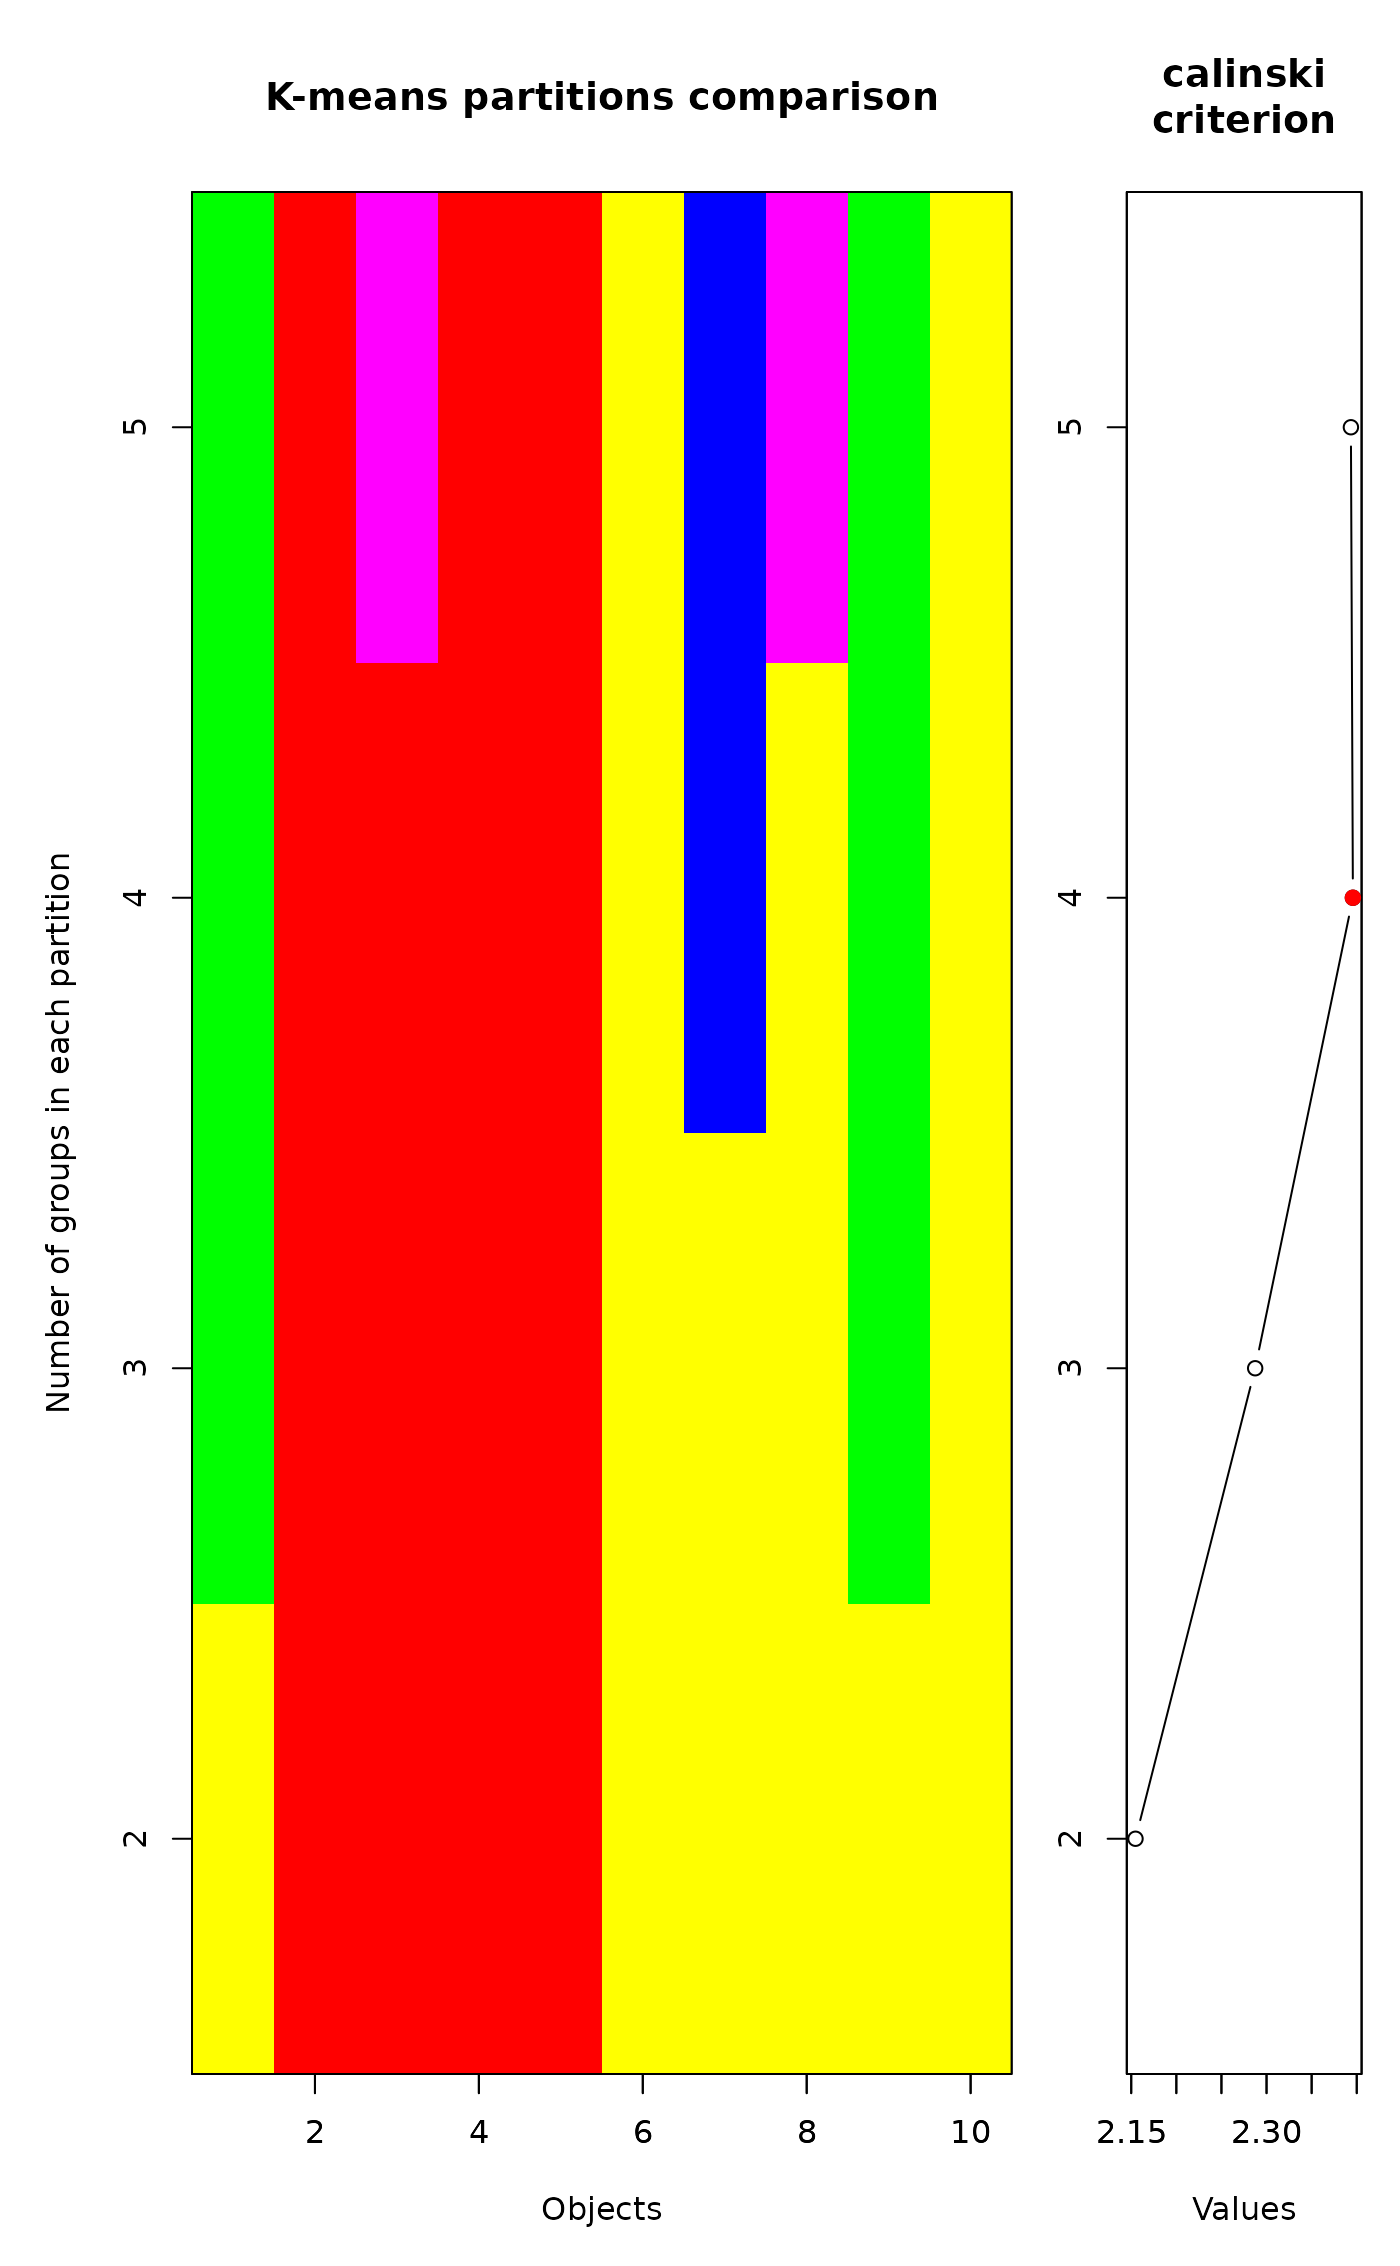 K-means partitions comparison
calinski
criterion
Number of groups in each partition
5
4
3
2
2 4 6 8 10
Objects
5
4
3
2
2.15 2.30
Values